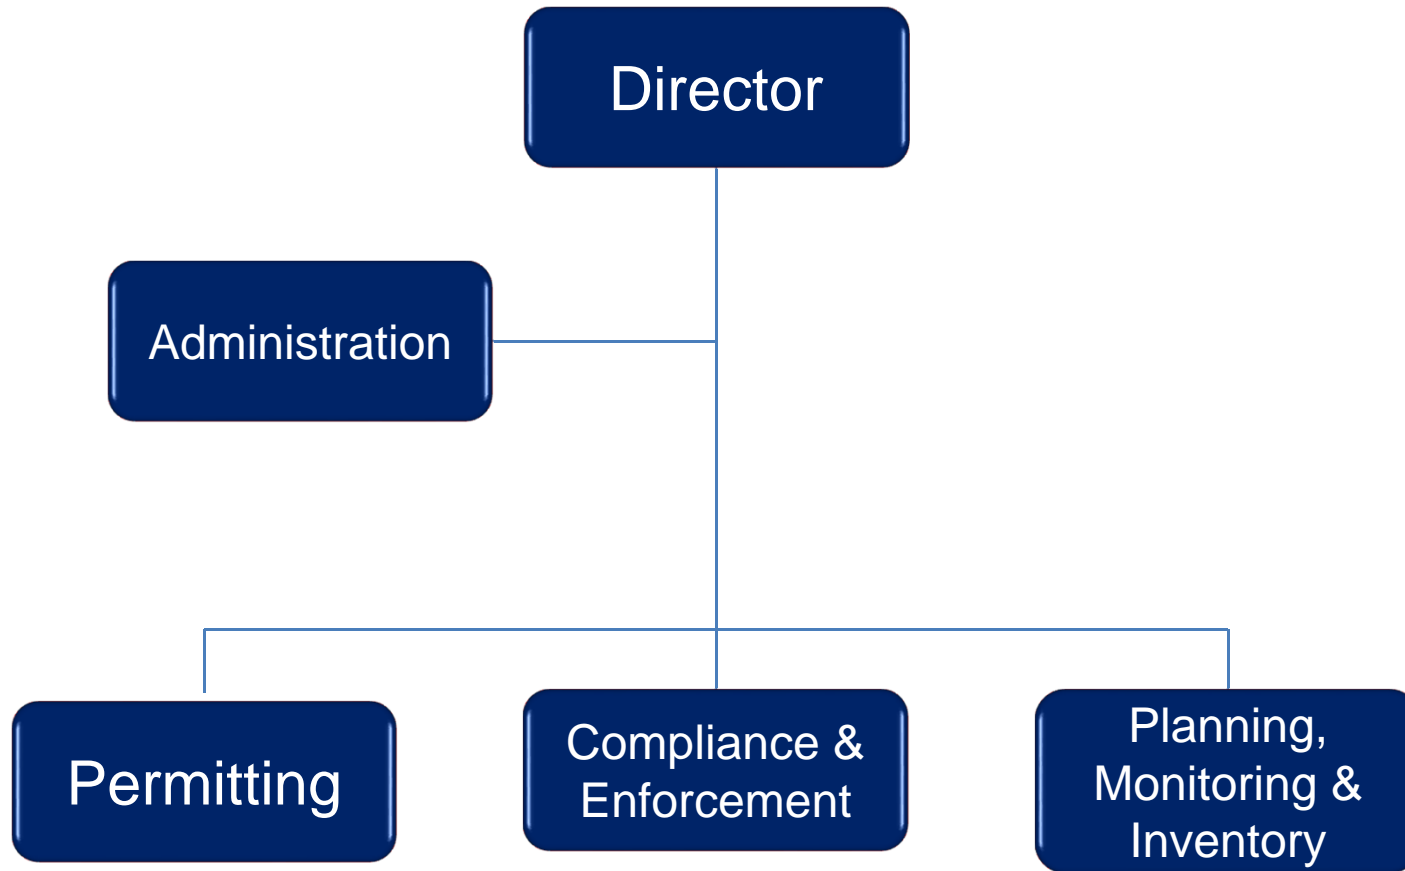 Director
Administration
Permitting
Compliance &
Enforcement
Planning,
Monitoring &
Inventory